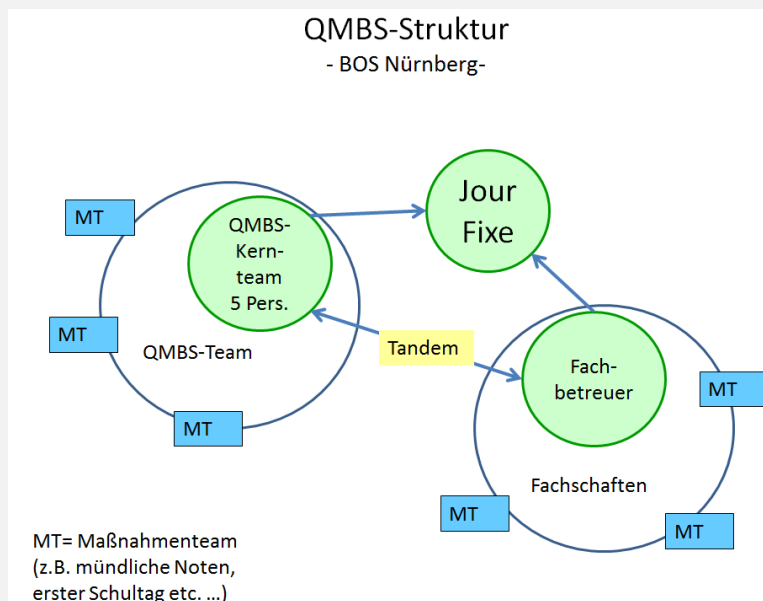 QMBS-Struktur
- BOS Nürnberg-
Jour
Fixe
MT
QMBS-
Kern-
team
5 Pers.
MT
QMBS-Team
Tandem
Fach-
betreuer
MT
MT
Fachschaften
MT
MT
MT= Maßnahmenteam
(z.B. mündliche Noten,
erster Schultag etc. ...)